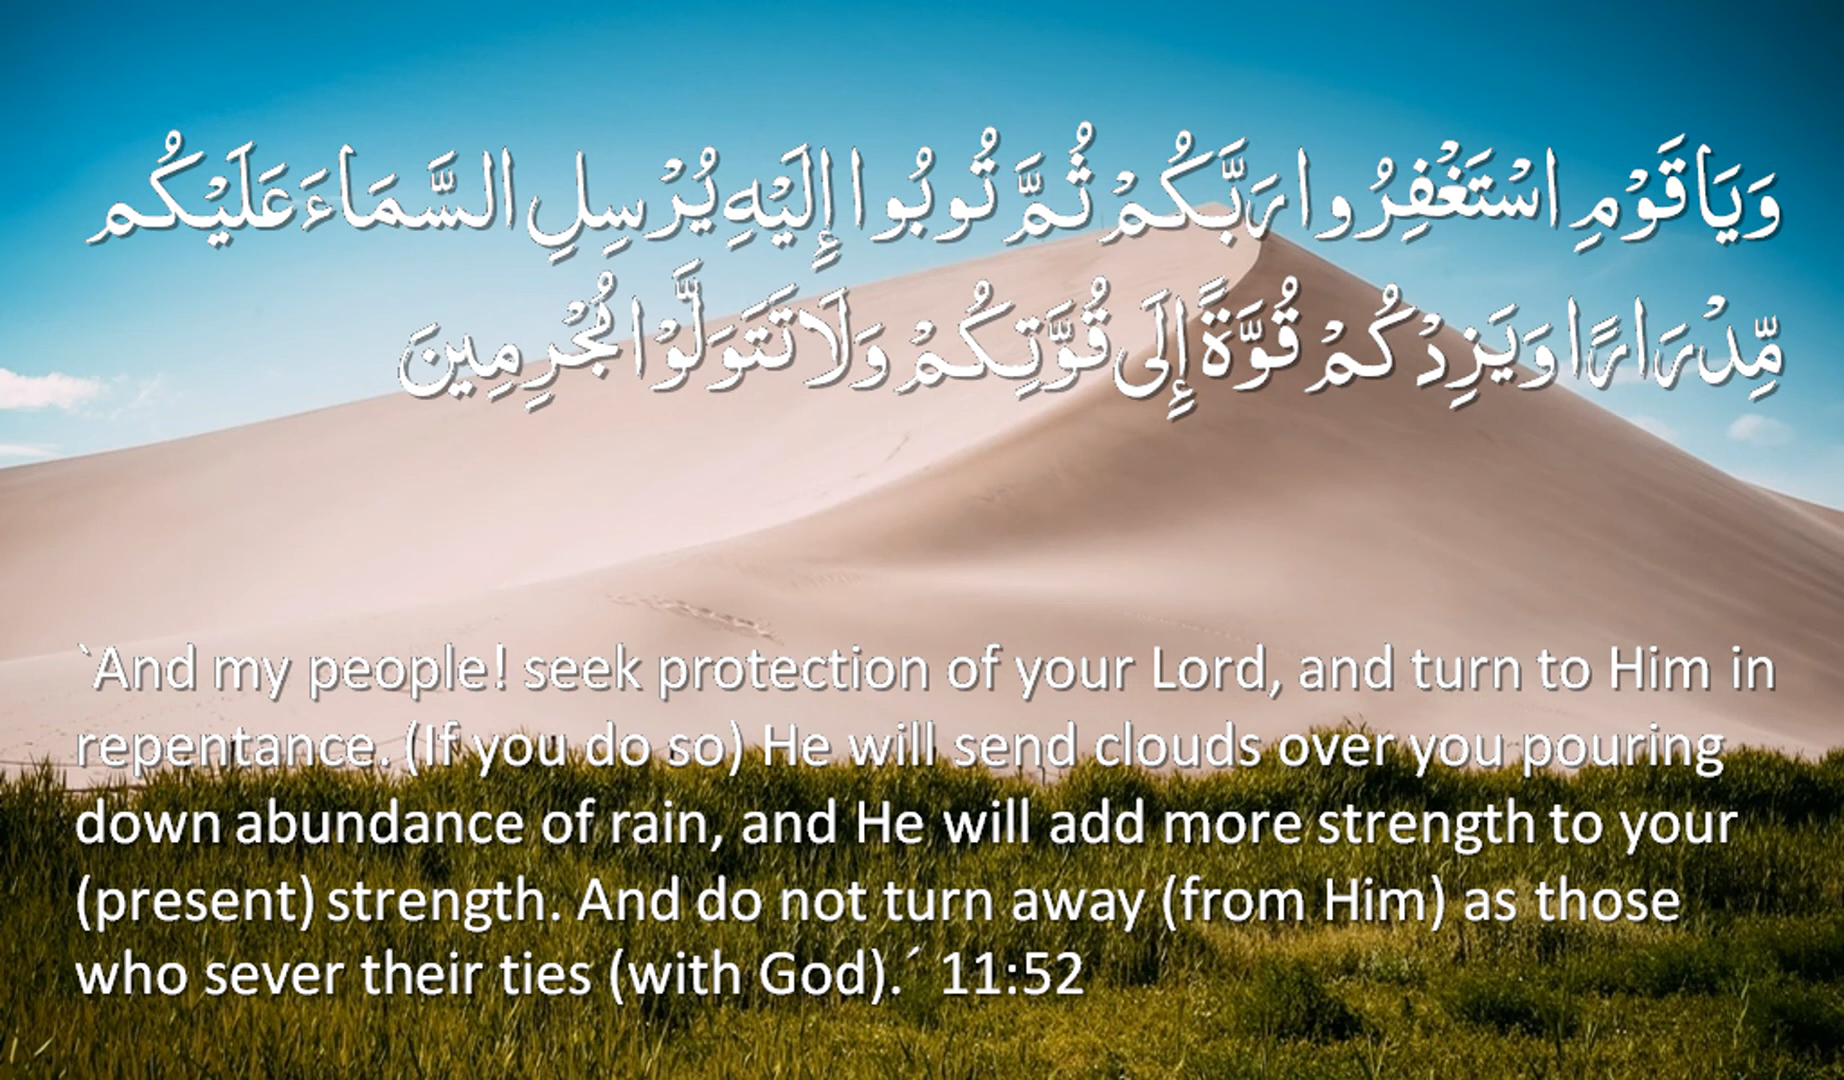 وَيَا قَوْمِ اسْتَغْفِرُوا رَبَّكُمْ ثُمَّ تُوبُوا إِلَيْهِ يُرْسِلِ السَّمَاءَ عَلَيْكُم
مِّدْرَارًا وَيَزِدْكُمْ قُوَّةً إِلَى قُوَّتِكُمْ وَلَا تَتَوَلَّوْا مُجْرِمِينَ
`And my people! seek protection of your Lord, and turn to Him in
repentance. (If you do so) He will send clouds over you pouring
down abundance of rain, and He will add more strength to your
(present) strength. And do not turn away (from Him) as those
who sever their ties (with God).´ 11:52